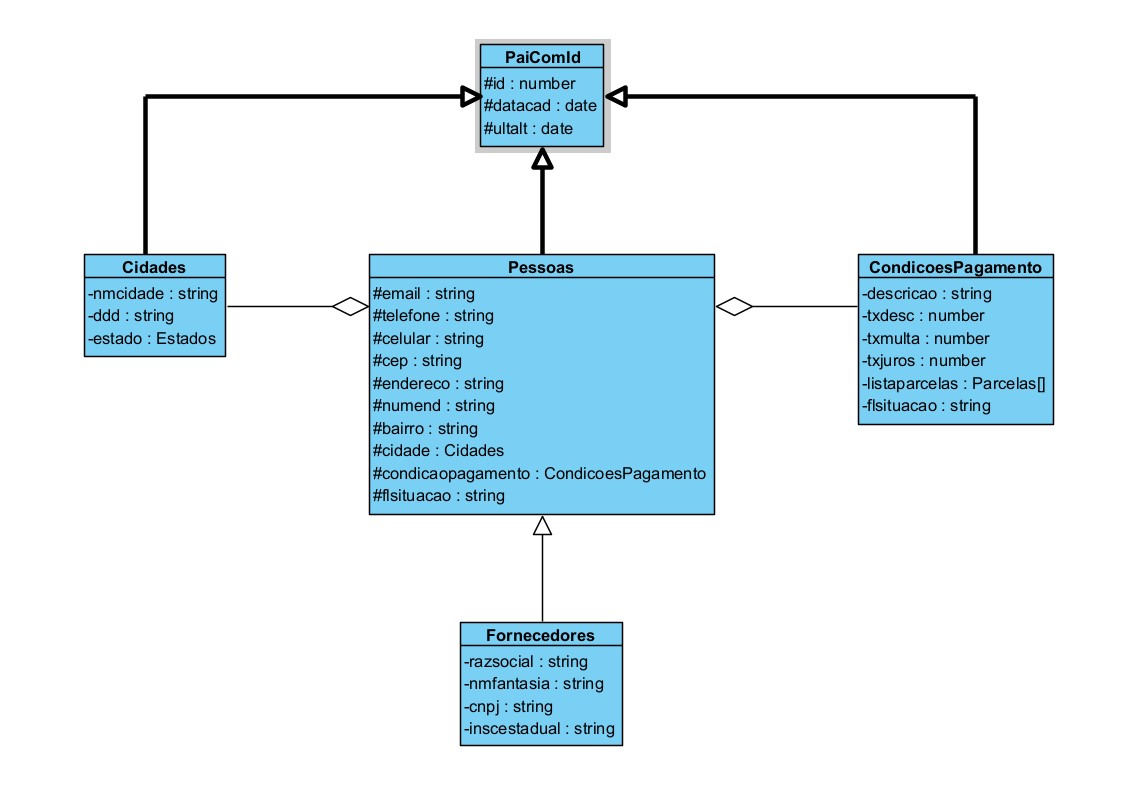 PaiComId
#id : number
#datacad : date
#ultalt : date
Cidades
-nmcidade : string
-ddd : string
-estado : Estados
Pessoas
#email : string
#telefone : string
#celular : string
#cep : string
#endereco : string
#numend : string
#bairro : string
#cidade : Cidades
#condicaopagamento : CondicoesPagamento
#flsituacao : string
CondicoesPagamento
-descricao : string
-txdesc : number
-txmulta : number
-txjuros : number
-listaparcelas : Parcelas[]
-flsituacao : string
Fornecedores
-razsocial : string
-nmfantasia : string
-cnpj : string
-inscestadual : string